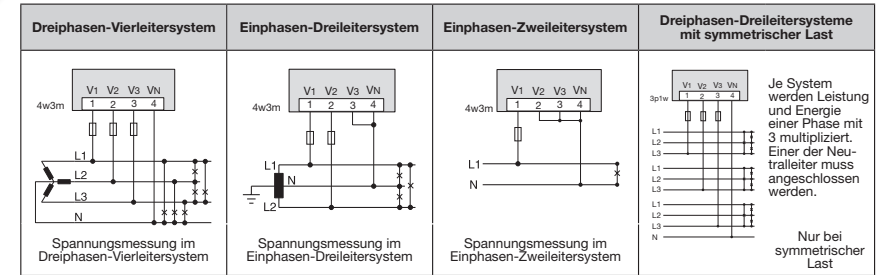 Dreiphasen-Vierleitersystem
Einphasen-Dreileitersystem
Einphasen-Zweileitersystem
Dreiphasen-Dreileitersysteme
mit symmetrischer Last
V1 V2 V3 VN
4w3m 1 2 3 4
L1
L2
L3
N
Spannungsmessung im
Dreiphasen-Vierleitersystem
V1 V2 V3 VN
4w3m 1 2 3 4
L1
N
L2
Spannungsmessung im
Einphasen-Dreileitersystem
V1 V2 V3 VN
4w3m 1 2 3 4
L1
N
Spannungsmessung im
Einphasen-Zweileitersystem
V1 V2 V3 VN
3p1w 1 2 3 4
L1
L2
L3
L1
L2
L3
L1
L2
L3
N
Je System
werden Leistung
und Energie
einer Phase mit
3 multipliziert.
Einer der Neu-
tralleiter muss
angeschlossen
werden.
Nur bei
symmetrischer
Last